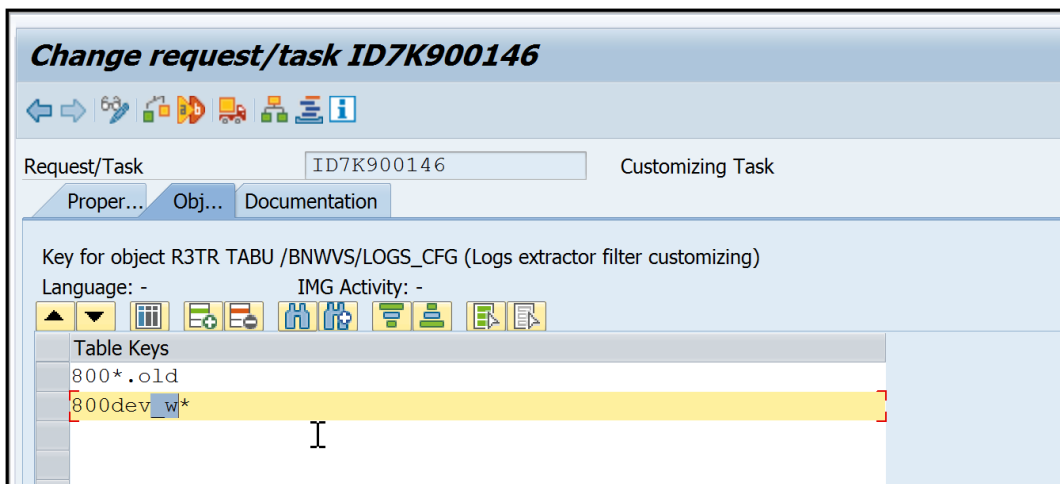 Change request/task ID7K900146
Request/Task ID7K900146 Customizing Task
Proper... Obj... Documentation
Key for object R3TR TABU /BNWVS/LOGS_CFG (Logs extractor filter customizing)
Language: - IMG Activity: -
Table Keys
800*.old
800dev_w*